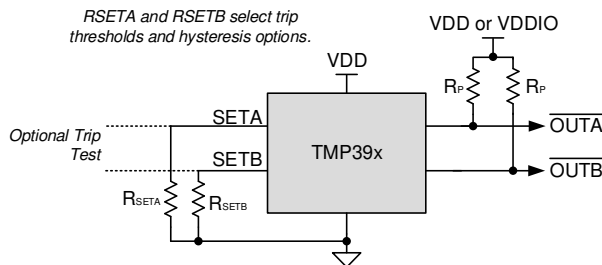 RSETA and RSETB select trip
thresholds and hysteresis options.
VDD or VDDIO
VDD
RP
RP
SETA
OUTA
Optional Trip
Test
SETB
TMP39x
OUTB
RSETA
RSETB